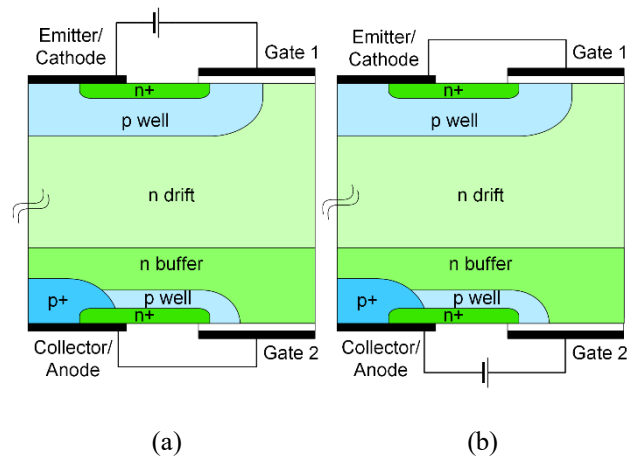 Emitter/
Cathode
Gate 1
n+
p well
n drift
n buffer
p+
p well
n+
Collector/
Anode
Gate 2
(a)
Emitter/
Cathode
Gate 1
n+
p well
n drift
n buffer
p+
p well
n+
Collector/
Anode
Gate 2
(b)